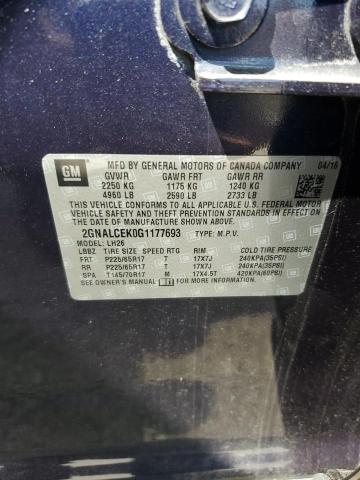 GM
MFD BY GENERAL MOTORS OF CANADA COMPANY 04/16
GVWR GAWR FRT GAWR RR
2250 KG 1175 KG 1240 KG
4960 LB 2590 LB 2733 LB
THIS VEHICLE CONFORMS TO ALL APPLICABLE U.S.
VEHICLE SAFETY AND THEFT PREVENTION
STANDARDS IN EFFECT ON THE DATE OF MANUFACTURE SHOWN ABOVE.
2GNALCEK0G1177693 TYPE: M.P.V.
MODEL: LH26
LBBZ TIRE SIZE SPEED RTG RIM COLD TIRE PRESSURE
FRT P225/65R17 T 17X7J 240KPA(35PSI)
RR P225/65R17 T 17X7J 240KPA(35PSI)
SPA T145/70R17 M 17X4.5T 420KPA(60PSI)
SEE OWNER'S MANUAL FOR MORE INFORMATION.